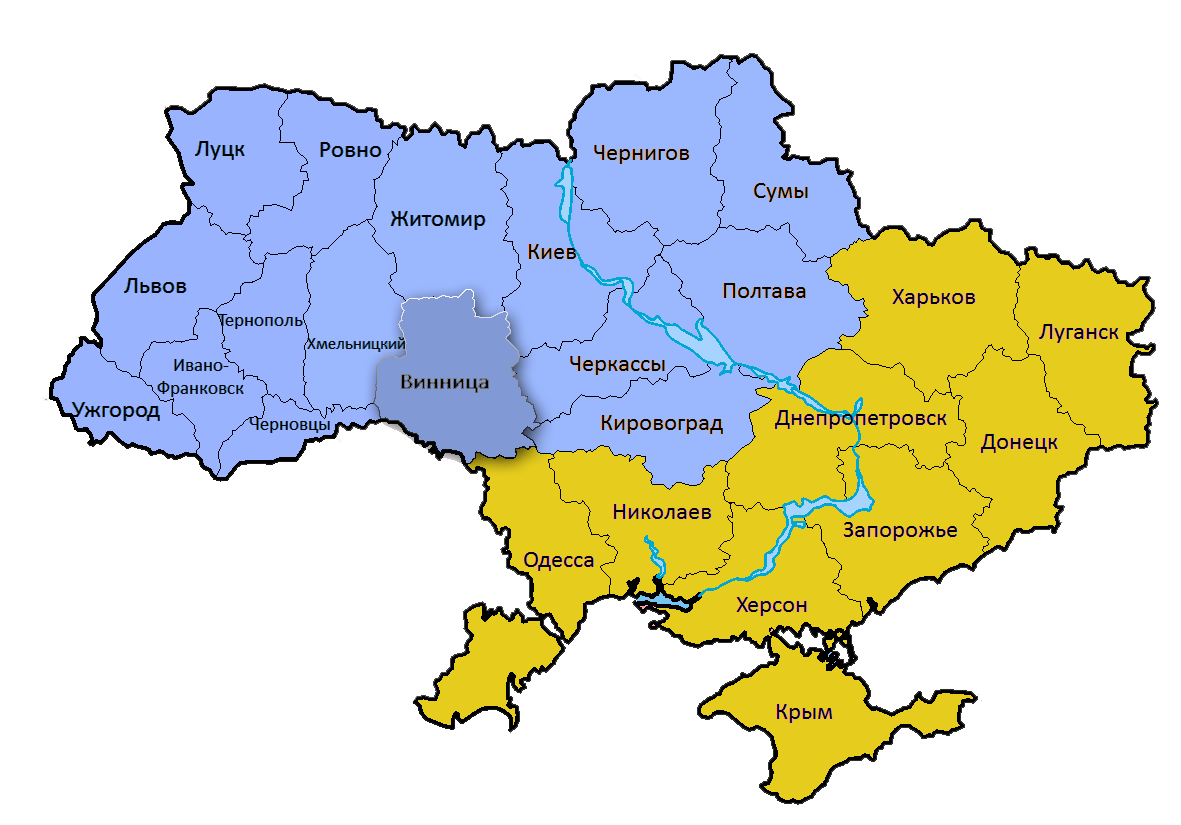 Луцк
Ровно
Чернигов
Сумы
Житомир
Киев
Львов
Полтава
Харьков
Тернополь
Луганск
Хмельницкий
Ивано-
Франковск
Черкассы
Винница
Ужгород
Черновцы
Кировоград
Днепропетровск
Донецк
Николаев
Запорожье
Одесса
Херсон
Крым